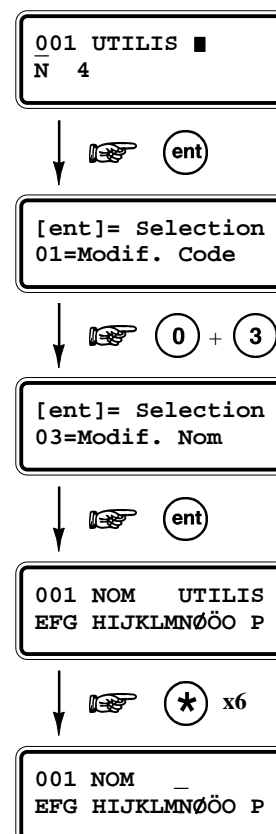 001 UTILIS ■
N 4
ent
[ent]= Selection
01=Modif. Code
0 + 3
[ent]= Selection
03=Modif. Nom
ent
001 NOM UTILIS
EFG HIJKLMNØÖO P
* x6
001 NOM _
EFG HIJKLMNØÖO P